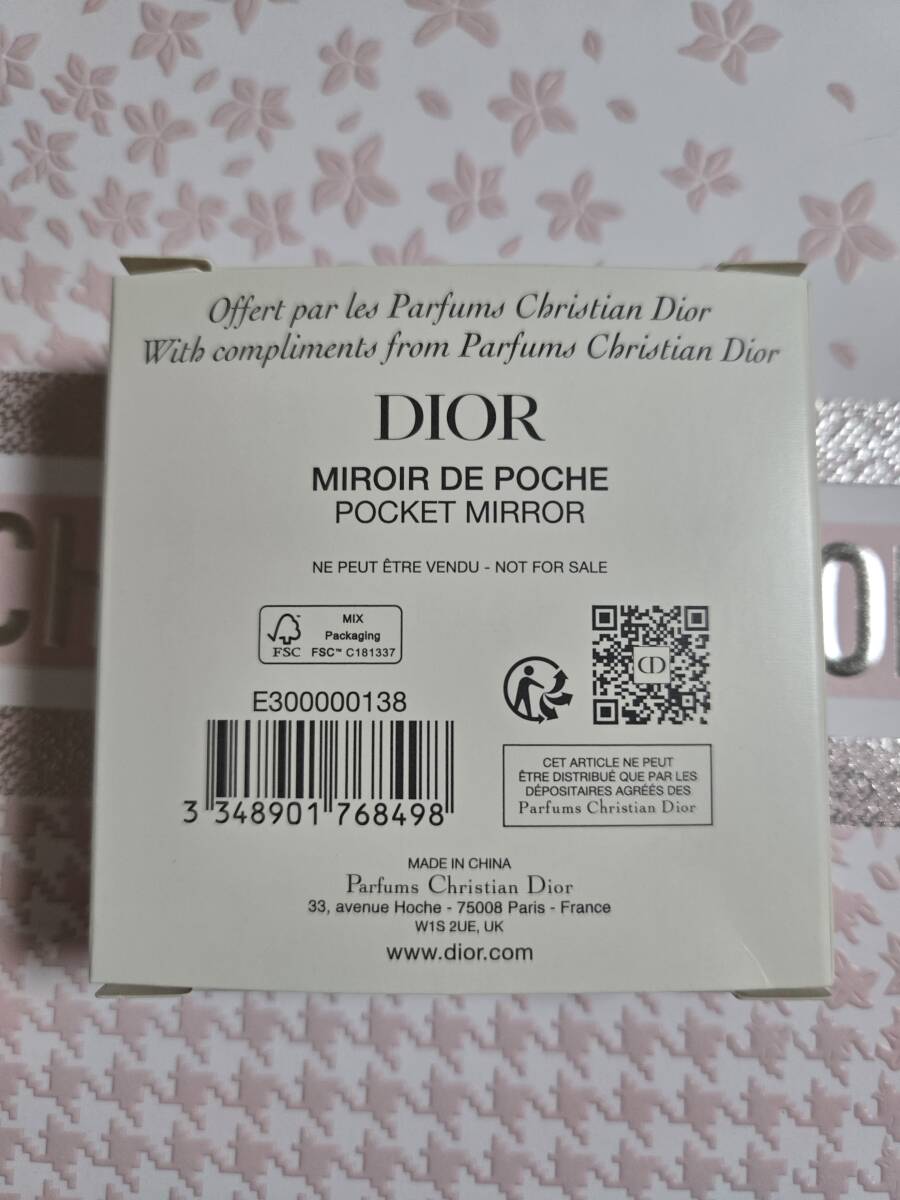 Offert par les Parfums Christian Dior
With compliments from Parfums Christian Dior
DIOR
MIROIR DE POCHE
POCKET MIRROR
NE PEUT ÊTRE VENDU - NOT FOR SALE
MIX
Packaging
FSC
FSC™ C181337
CD
E300000138
3 348901 768498
CET ARTICLE NE PEUT
ÊTRE DISTRIBUÉ QUE PAR LES
DÉPOSITAIRES AGRÉÉS DES
Parfums Christian Dior
MADE IN CHINA
Parfums Christian Dior
33, avenue Hoche - 75008 Paris - France
W1S 2UE, UK
www.dior.com